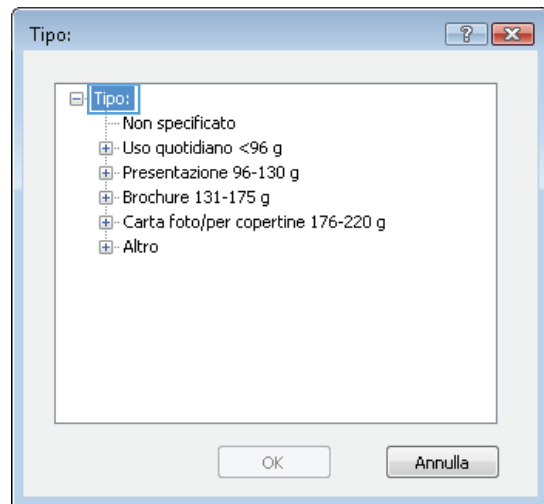 Tipo:
Tipo:
Non specificato
Uso quotidiano <96 g
Presentazione 96-130 g
Brochure 131-175 g
Carta foto/per copertine 176-220 g
Altro
OK
Annulla